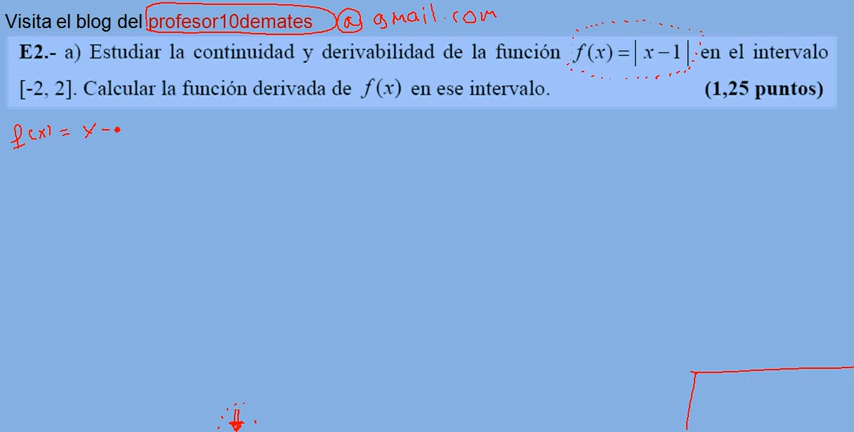 Visita el blog del profesor10demates @ gmail.com
E2.- a) Estudiar la continuidad y derivabilidad de la función f(x)=|x−1| en el intervalo
[-2, 2]. Calcular la función derivada de f(x) en ese intervalo. (1,25 puntos)
f(x) = x -